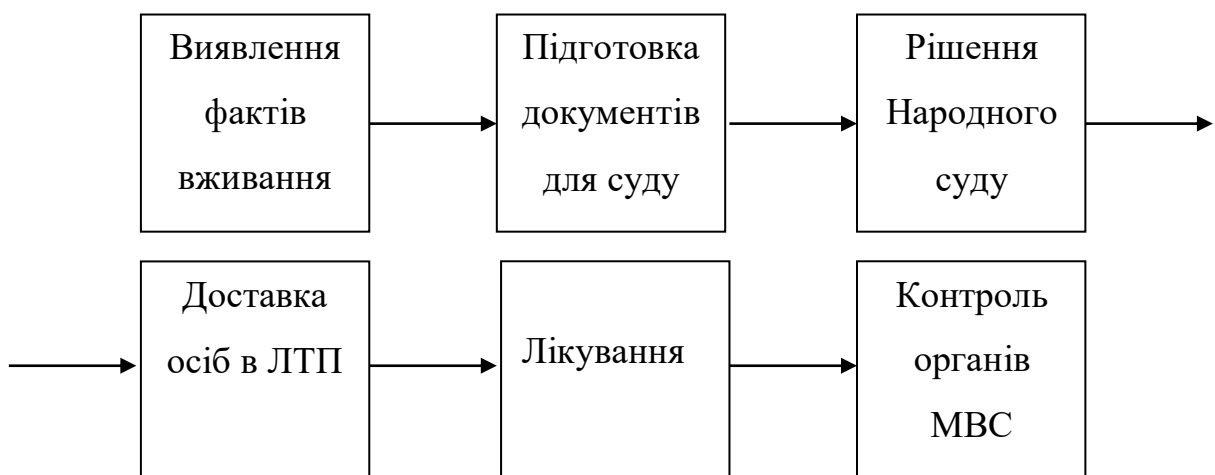 Виявлення
фактів
вживання
Підготовка
документів
для суду
Рішення
Народного
суду
Доставка
осіб в ЛТП
Лікування
Контроль
органів
МВС